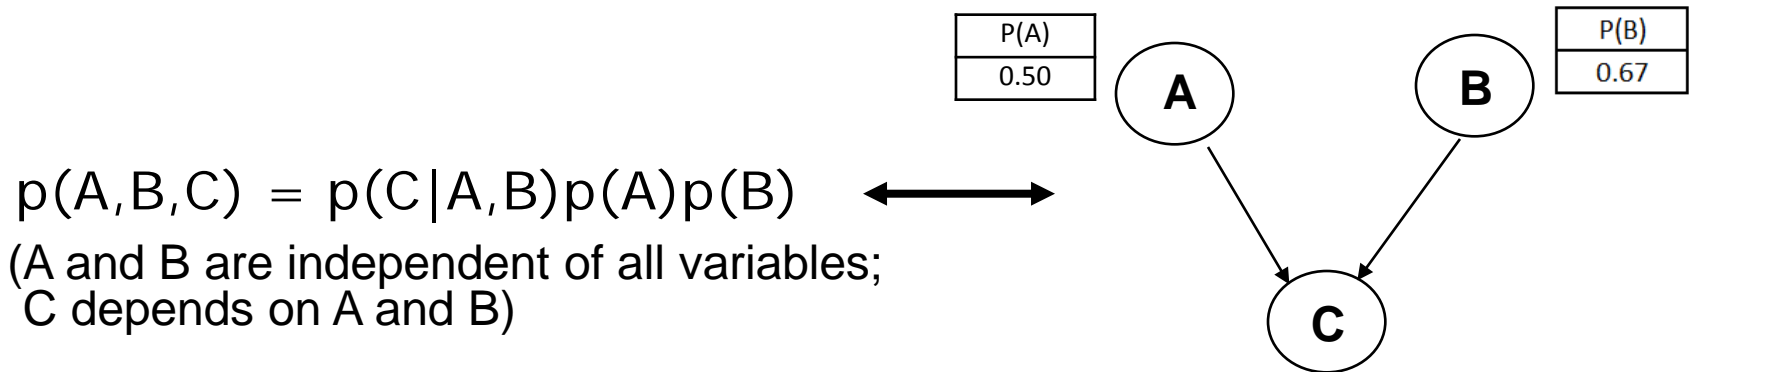 P(A)
0.50
A
B
P(B)
0.67
p(A,B,C) = p(C|A,B)p(A)p(B)
(A and B are independent of all variables;
C depends on A and B)
C